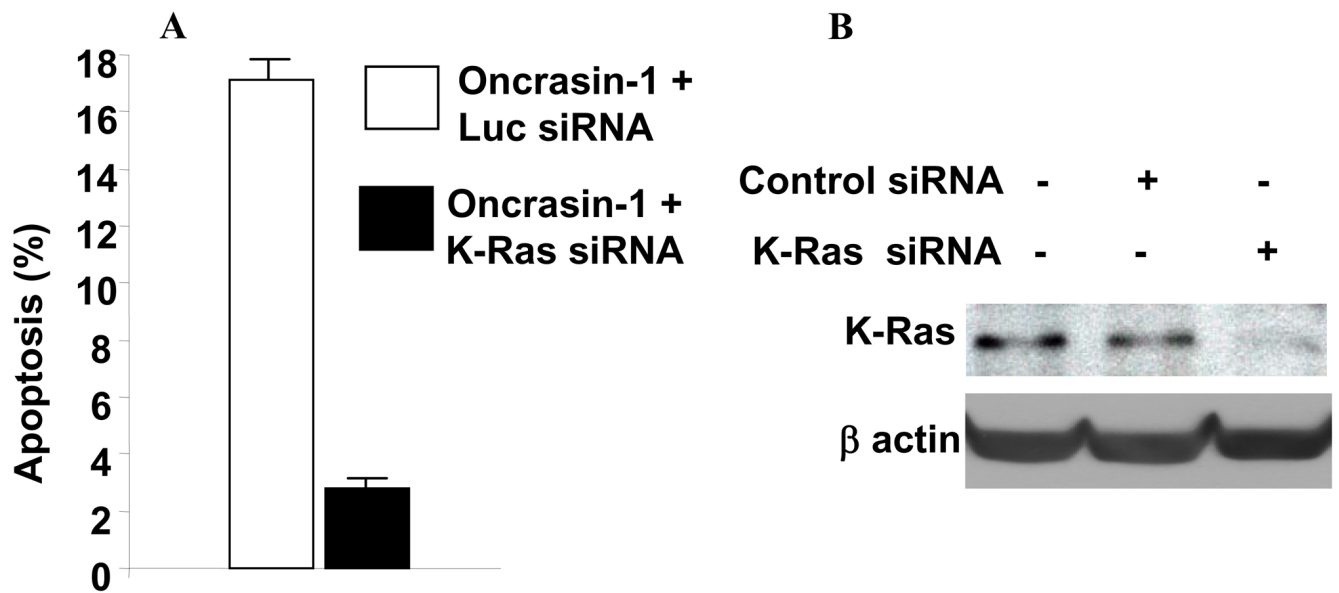 A
B
18
16
14
12
10
8
6
4
2
0
Apoptosis (%)
Oncrasin-1 +
Luc siRNA
Oncrasin-1 +
K-Ras siRNA
Control siRNA - + -
K-Ras siRNA - - +
K-Ras
β actin